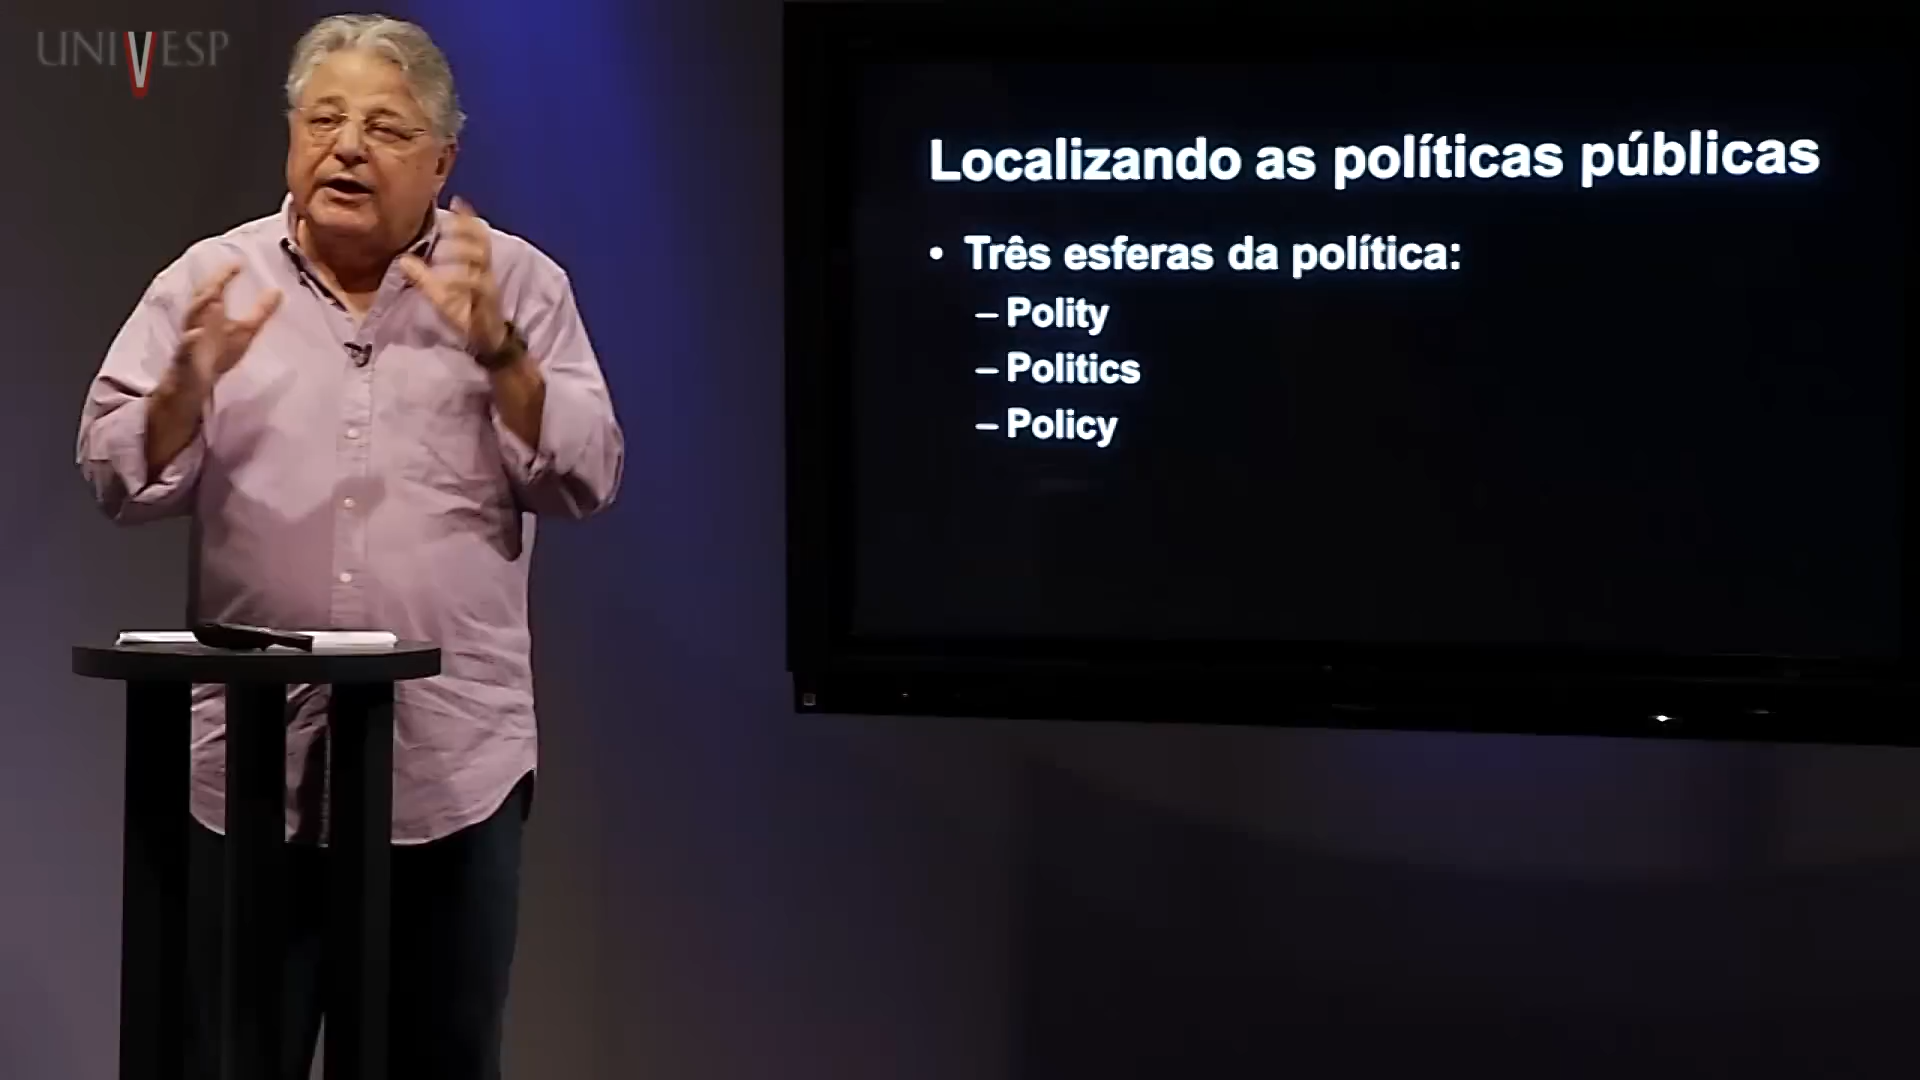 UNIVESP
Localizando as políticas públicas
• Três esferas da política:
– Polity
– Politics
– Policy